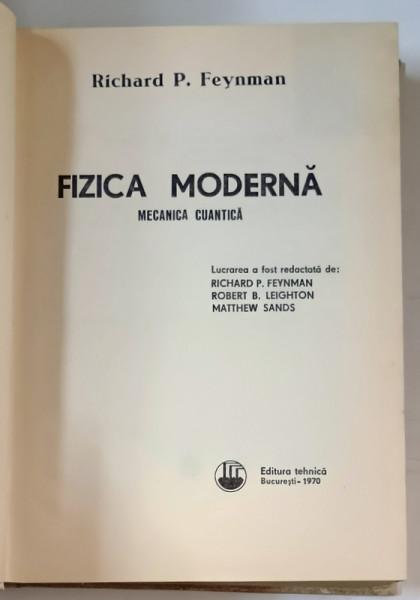 Richard P. Feynman
FIZICA MODERNĂ
MECANICA CUANTICĂ
Lucrarea a fost redactată de:
RICHARD P. FEYNMAN
ROBERT B. LEIGHTON
MATTHEW SANDS
Editura tehnică
Bucureşti-1970